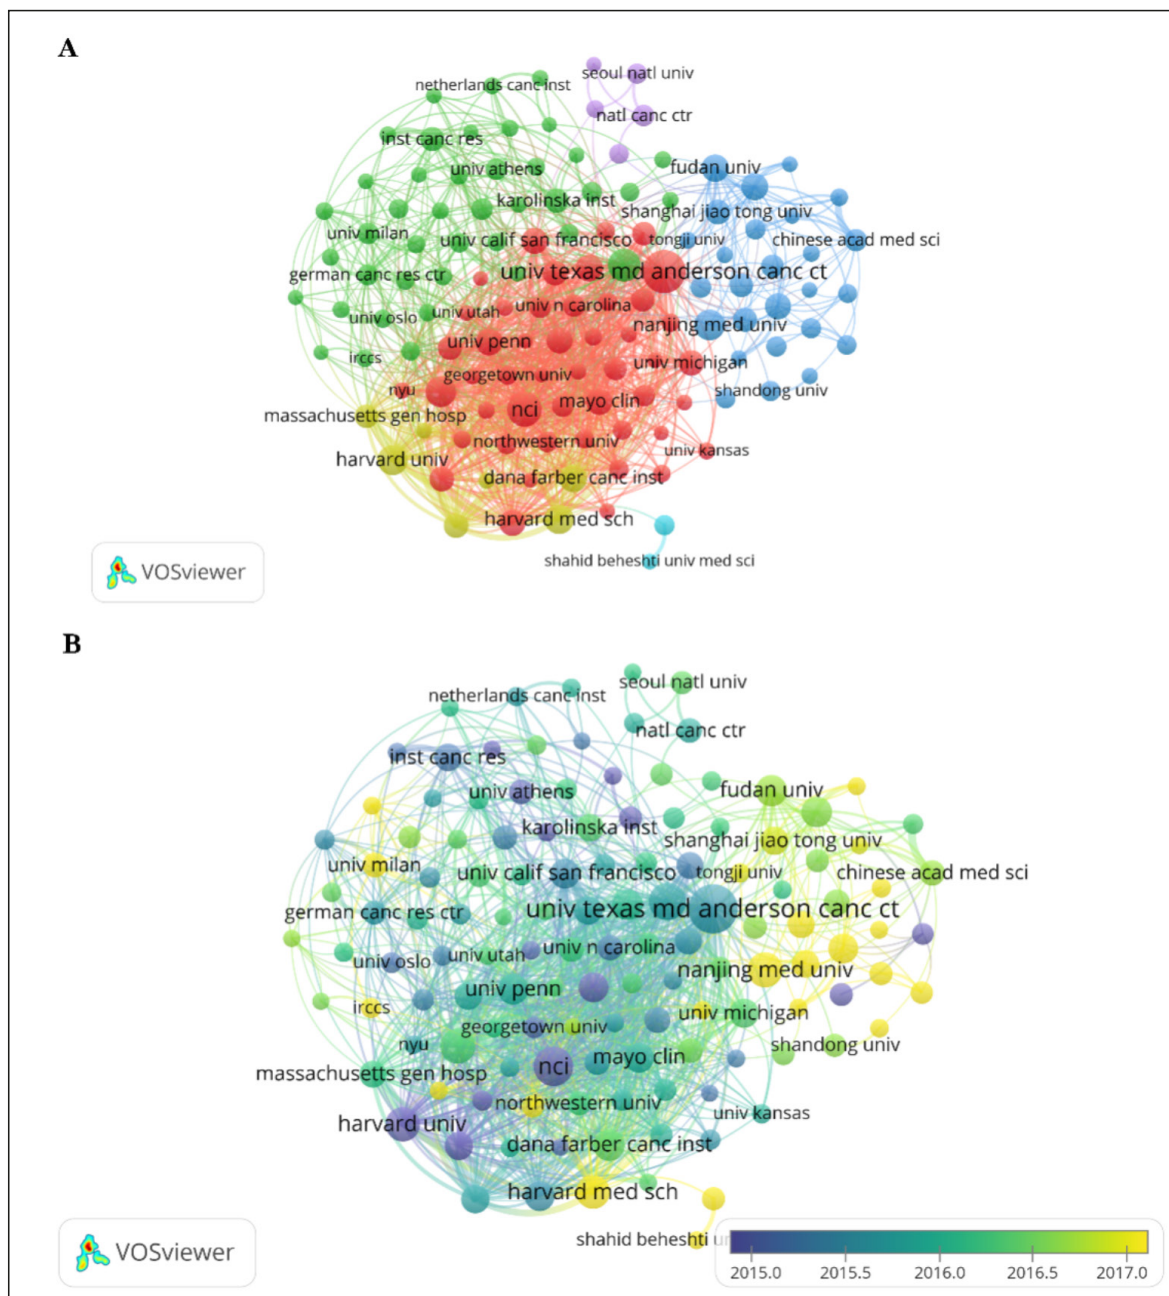 A
seoul natl univ
netherlands canc inst
natl canc ctr
inst canc res
univ athens
fudan univ
karolinska inst
shanghai jiao tong univ
univ milan
univ calif san francisco
tongji univ
chinese acad med sci
german canc res ctr
univ texas md anderson canc ct
univ oslo
univ utah
univ n carolina
nanjing med univ
univ penn
irccs
univ michigan
georgetown univ
nyu
shandong univ
massachusetts gen hosp
nci
mayo clin
northwestern univ
univ kansas
harvard univ
dana farber canc inst
harvard med sch
shahid beheshti univ med sci
VOSviewer
B
seoul natl univ
netherlands canc inst
natl canc ctr
inst canc res
univ athens
fudan univ
karolinska inst
shanghai jiao tong univ
univ milan
univ calif san francisco
tongji univ
chinese acad med sci
german canc res ctr
univ texas md anderson canc ct
univ oslo
univ utah
univ n carolina
nanjing med univ
univ penn
irccs
univ michigan
georgetown univ
nyu
shandong univ
massachusetts gen hosp
nci
mayo clin
northwestern univ
univ kansas
harvard univ
dana farber canc inst
harvard med sch
shahid beheshti
VOSviewer
2015.0 2015.5 2016.0 2016.5 2017.0